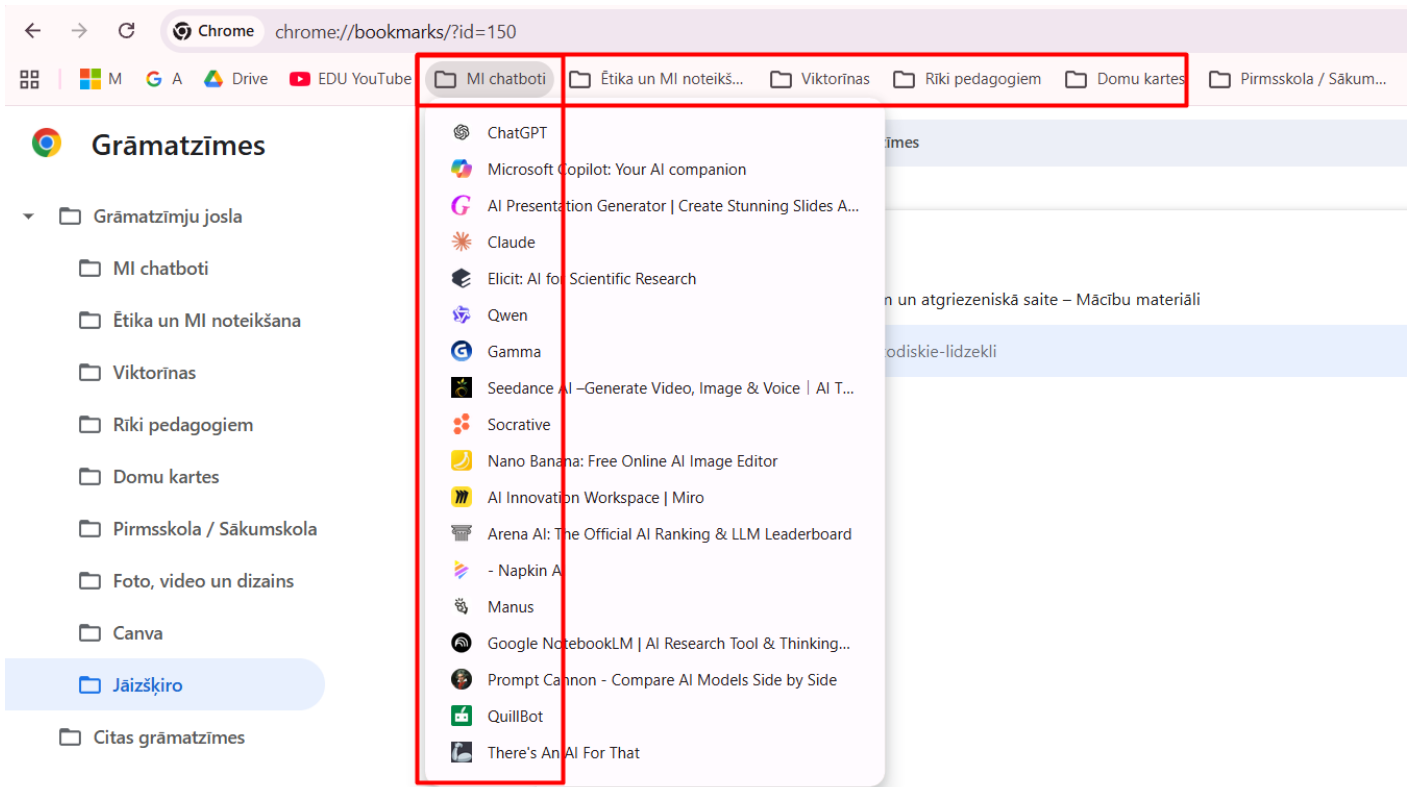 Chrome chrome://bookmarks/?id=150
M G A Drive EDU YouTube MI chatboti Ētika un MI noteikš... Viktorīnas Rīki pedagogiem Domu kartes Pirmsskola / Sākum...
Grāmatzīmes
Grāmatzīmju josla
MI chatboti
Ētika un MI noteikšana
Viktorīnas
Rīki pedagogiem
Domu kartes
Pirmsskola / Sākumskola
Foto, video un dizains
Canva
Jāizšķiro
Citas grāmatzīmes
ChatGPT
Microsoft Copilot: Your AI companion
AI Presentation Generator | Create Stunning Slides A...
Claude
Elicit: AI for Scientific Research
Qwen
Gamma
Seedance AI –Generate Video, Image & Voice | AI T...
Socrative
Nano Banana: Free Online AI Image Editor
AI Innovation Workspace | Miro
Arena AI: The Official AI Ranking & LLM Leaderboard
- Napkin AI
Manus
Google NotebookLM | AI Research Tool & Thinking...
Prompt Cannon - Compare AI Models Side by Side
QuillBot
There's An AI For That
īmes
un atgriezeniskā saite – Mācību materiāli
odiskie-lidzekli